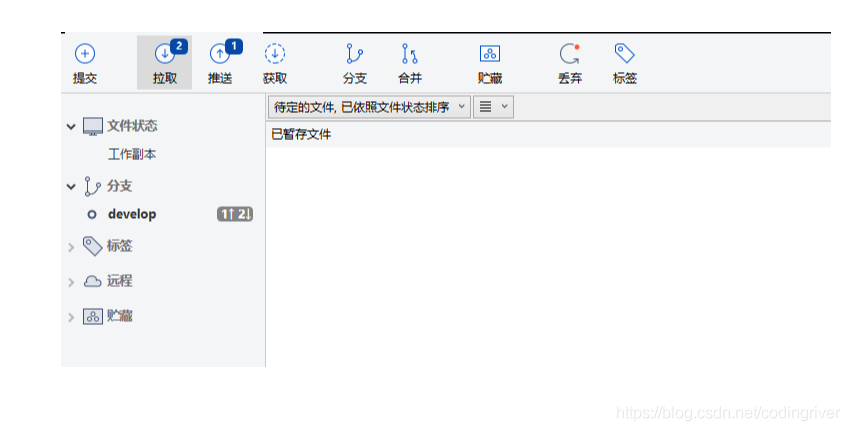 2 1
提交 拉取 推送 获取 分支 合并 贮藏 丢弃 标签
待定的文件, 已依照文件状态排序
已暂存文件
文件状态
工作副本
分支
develop 1↑ 2↓
标签
远程
贮藏
https://blog.csdn.net/codingriver